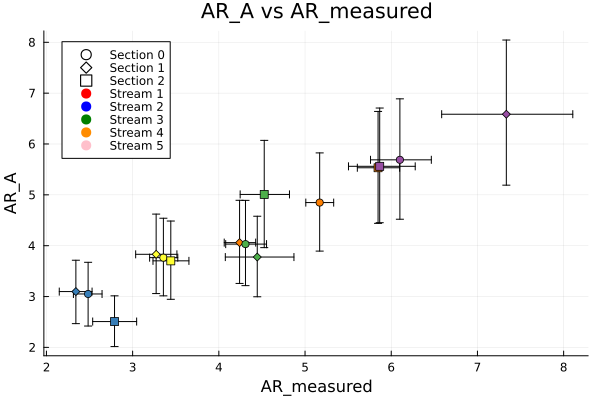 AR_A vs AR_measured
8
7
6
5
4
3
2
AR_A
Section 0
Section 1
Section 2
Stream 1
Stream 2
Stream 3
Stream 4
Stream 5
2 3 4 5 6 7 8
AR_measured